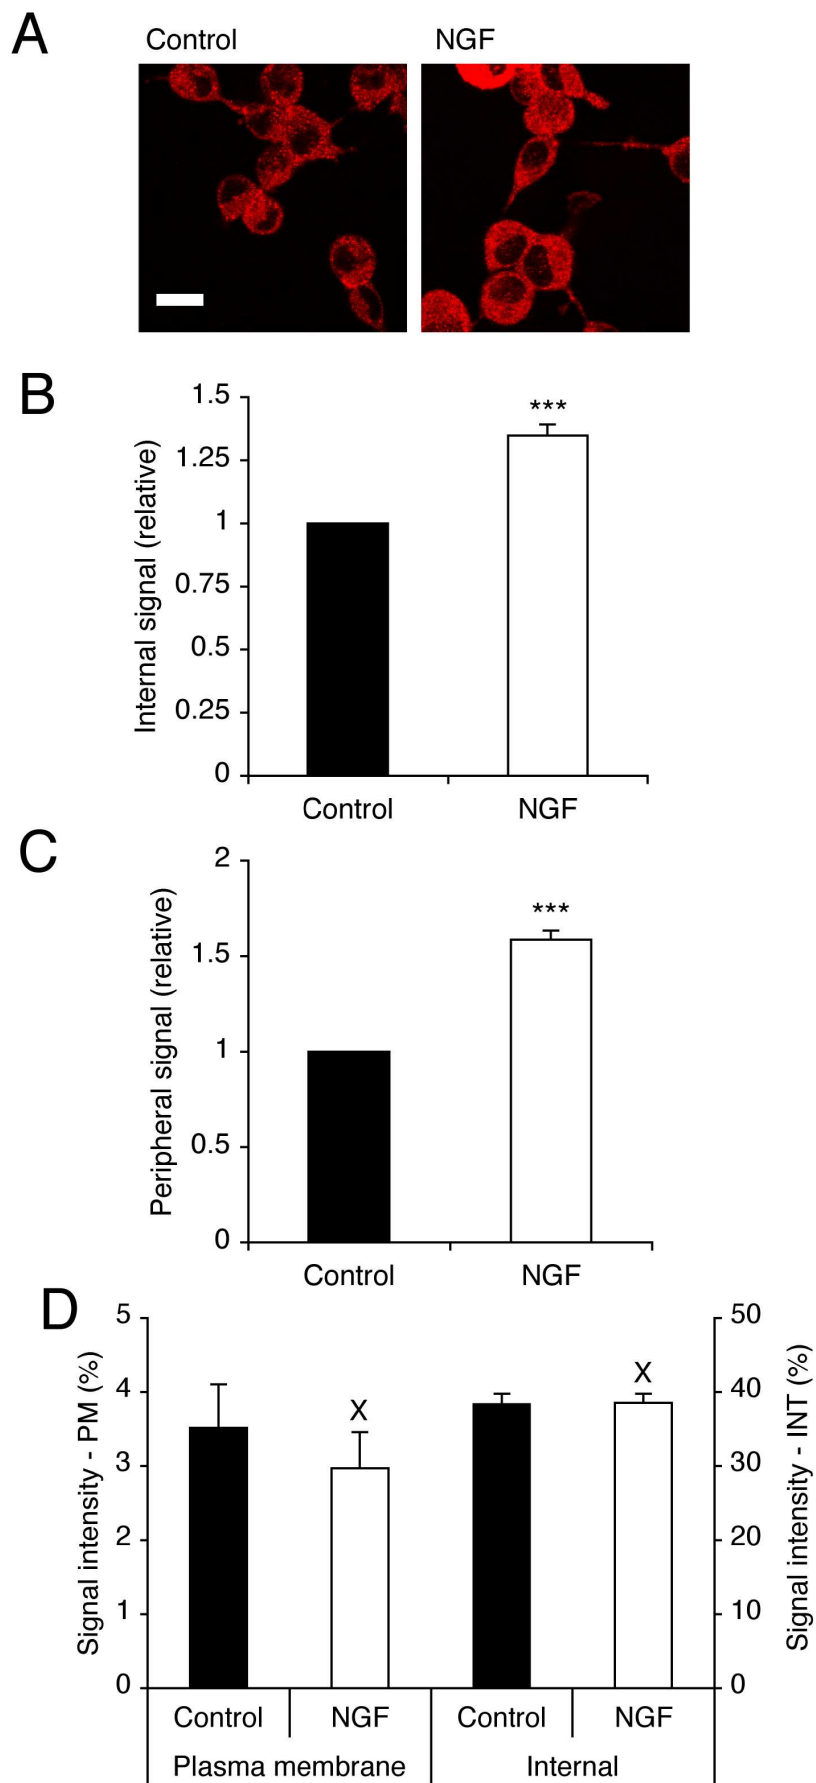 A
Control NGF
B
Internal signal (relative)
1.5
1.25
1
0.75
0.5
0.25
0
***
Control NGF
C
Peripheral signal (relative)
2
1.5
1
0.5
0
***
Control NGF
D
Signal intensity - PM (%)
5
4
3
2
1
0
X
X
50
40
30
20
10
0
Signal intensity - INT (%)
Control NGF Control NGF
Plasma membrane Internal